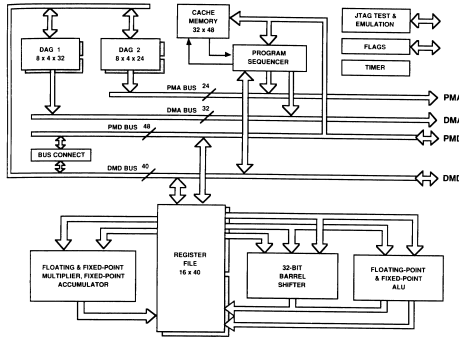 CACHE
MEMORY
32 x 48
JTAG TEST &
EMULATION
DAG 1
8 x 4 x 32
DAG 2
8 x 4 x 24
PROGRAM
SEQUENCER
FLAGS
TIMER
PMA BUS 24
PMA
DMA BUS 32
DMA
PMD BUS 48
PMD
BUS CONNECT
DMD BUS 40
DMD
REGISTER
FILE
16 x 40
FLOATING & FIXED-POINT
MULTIPLIER, FIXED-POINT
ACCUMULATOR
32-BIT
BARREL
SHIFTER
FLOATING-POINT
& FIXED-POINT
ALU